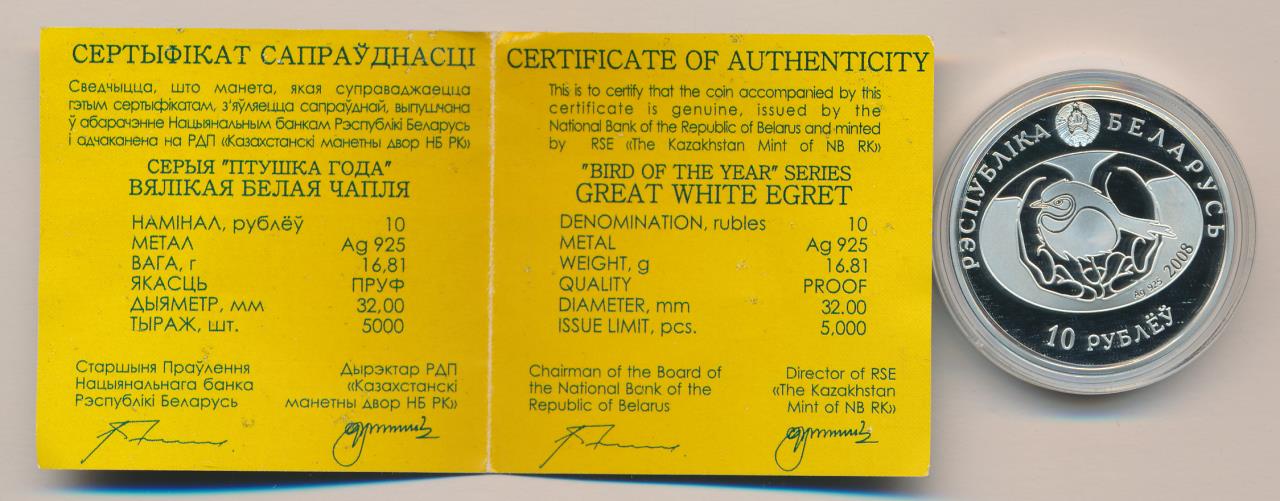 СЕРТЫФІКАТ САПРАЎДНАСЦІ
Сведчыцца, што манета, якая суправаджаецца
гэтым сертыфікатам, з'яўляецца сапраўднай, выпушчана
ў абарачэнне Нацыянальным банкам Рэспублікі Беларусь
і адчаканена на РДП «Казахстанскі манетны двор НБ РК»
СЕРЫЯ "ПТУШКА ГОДА"
ВЯЛІКАЯ БЕЛАЯ ЧАПЛЯ
НАМІНАЛ, рублёў 10
МЕТАЛ Ag 925
ВАГА, г 16,81
ЯКАСЦЬ ПРУФ
ДЫЯМЕТР, мм 32,00
ТЫРАЖ, шт. 5000
Старшыня Праўлення
Нацыянальнага банка
Рэспублікі Беларусь
Дырэктар РДП
«Казахстанскі
манетны двор НБ РК»
CERTIFICATE OF AUTHENTICITY
This is to certify that the coin accompanied by this
certificate is genuine, issued by the
National Bank of the Republic of Belarus and minted
by RSE «The Kazakhstan Mint of NB RK»
"BIRD OF THE YEAR" SERIES
GREAT WHITE EGRET
DENOMINATION, rubles 10
METAL Ag 925
WEIGHT, g 16.81
QUALITY PROOF
DIAMETER, mm 32.00
ISSUE LIMIT, pcs. 5,000
Chairman of the Board of
the National Bank of the
Republic of Belarus
Director of RSE
«The Kazakhstan
Mint of NB RK»
РЭСПУБЛІКА БЕЛАРУСЬ
Ag 925 2008
10 РУБЛЁЎ